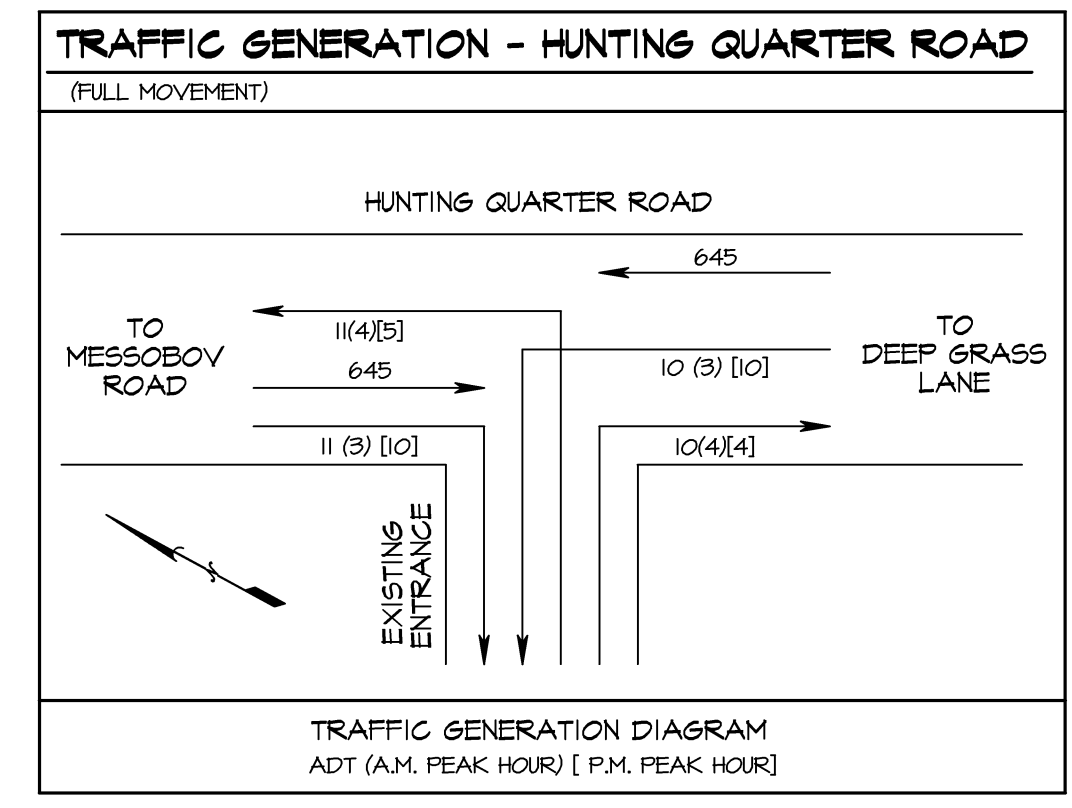 TRAFFIC GENERATION - HUNTING QUARTER ROAD
(FULL MOVEMENT)
HUNTING QUARTER ROAD
645
11(4)[5]
TO
MESSOBOV
ROAD
645
10 (3) [10]
TO
DEEP GRASS
LANE
11 (3) [10]
10(4)[4]
EXISTING
ENTRANCE
TRAFFIC GENERATION DIAGRAM
ADT (A.M. PEAK HOUR) [ P.M. PEAK HOUR]